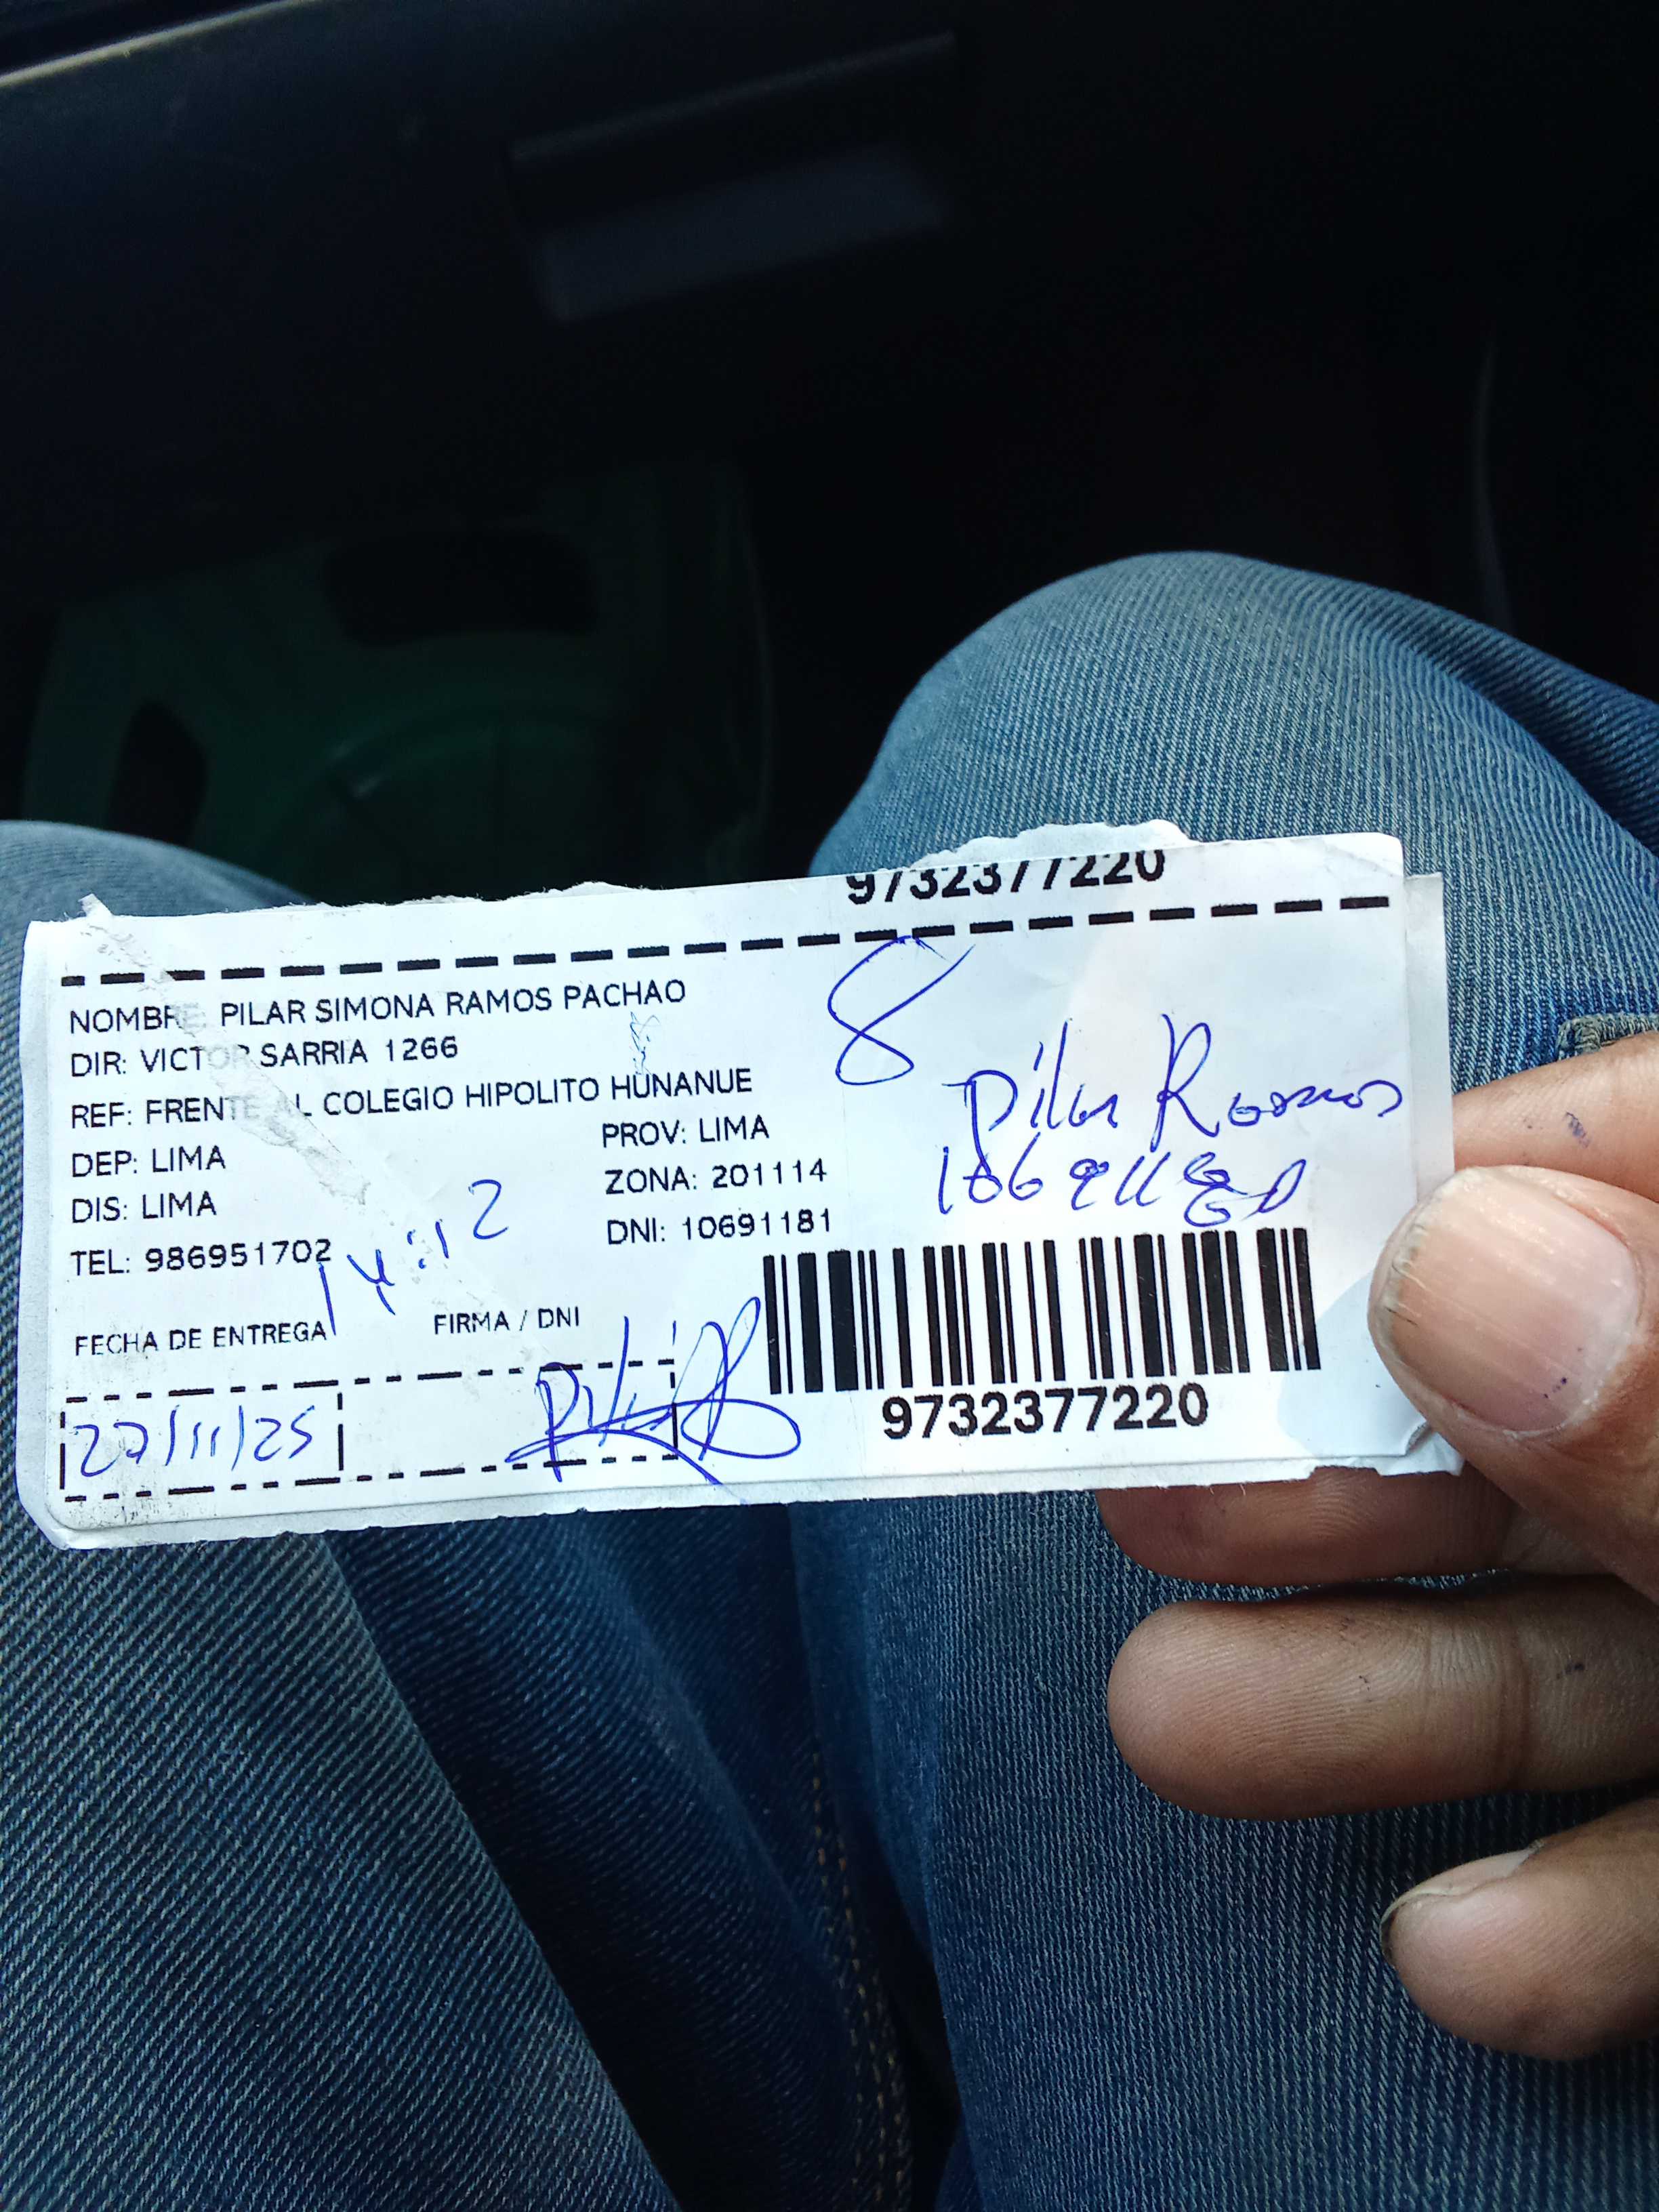 9732377220
NOMBRE: PILAR SIMONA RAMOS PACHAO
DIR: VICTOR SARRIA 1266
REF: FRENTE AL COLEGIO HIPOLITO HUNANUE
DEP: LIMA PROV: LIMA
DIS: LIMA ZONA: 201114
TEL: 986951702 DNI: 10691181
8
Pilar Ramos
14:12
FECHA DE ENTREGA FIRMA / DNI
27/11/25
9732377220